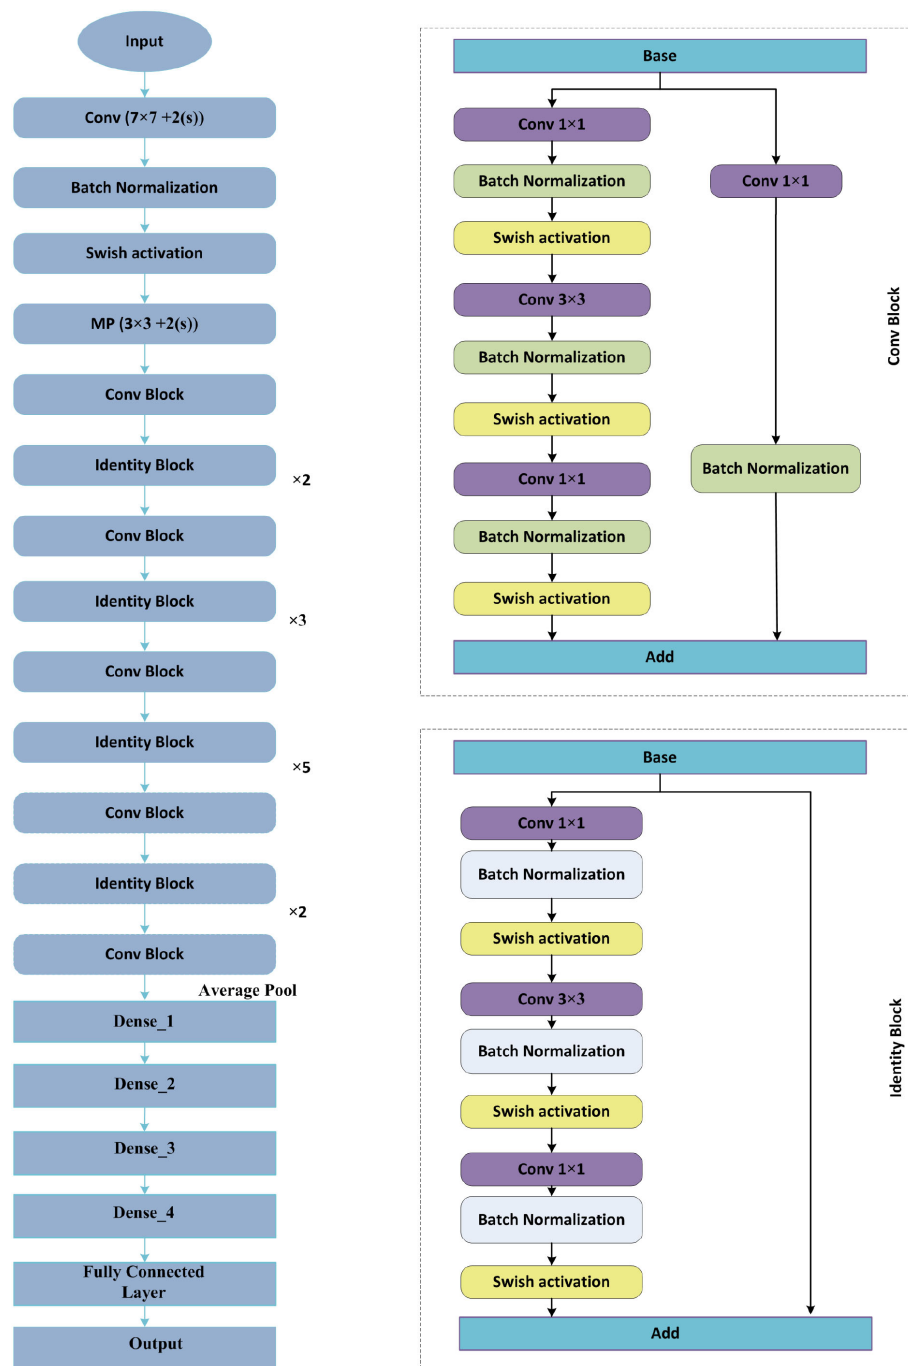 Input
Conv (7×7 +2(s))
Batch Normalization
Swish activation
MP (3×3 +2(s))
Conv Block
Identity Block
×2
Conv Block
Identity Block
×3
Conv Block
Identity Block
×5
Conv Block
Identity Block
×2
Conv Block
Average Pool
Dense_1
Dense_2
Dense_3
Dense_4
Fully Connected
Layer
Output
Base
Conv 1×1
Batch Normalization
Swish activation
Conv 3×3
Batch Normalization
Swish activation
Conv 1×1
Batch Normalization
Swish activation
Conv 1×1
Batch Normalization
Add
Conv Block
Base
Conv 1×1
Batch Normalization
Swish activation
Conv 3×3
Batch Normalization
Swish activation
Conv 1×1
Batch Normalization
Swish activation
Add
Identity Block